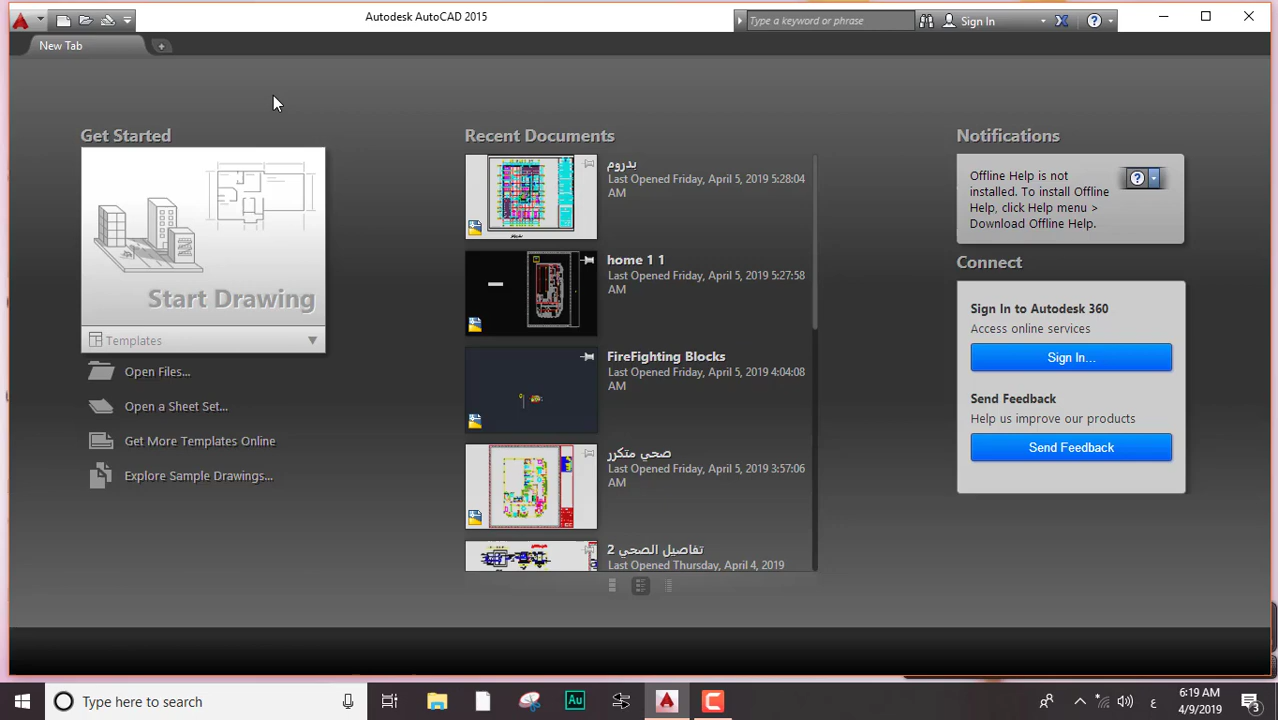 Autodesk AutoCAD 2015
Type a keyword or phrase
Sign In
New Tab
Get Started
Start Drawing
Templates
Open Files...
Open a Sheet Set...
Get More Templates Online
Explore Sample Drawings...
Recent Documents
بدروم
Last Opened Friday, April 5, 2019 5:28:04
AM
home 1 1
Last Opened Friday, April 5, 2019 5:27:58
AM
FireFighting Blocks
Last Opened Friday, April 5, 2019 4:04:08
AM
صحي متكرر
Last Opened Friday, April 5, 2019 3:57:06
AM
تفاصيل الصحي 2
Last Opened Thursday, April 4, 2019
Notifications
Offline Help is not
installed. To install Offline
Help, click Help menu >
Download Offline Help.
Connect
Sign In to Autodesk 360
Access online services
Sign In...
Send Feedback
Help us improve our products
Send Feedback
Type here to search
Au
ع
6:19 AM
4/9/2019
3